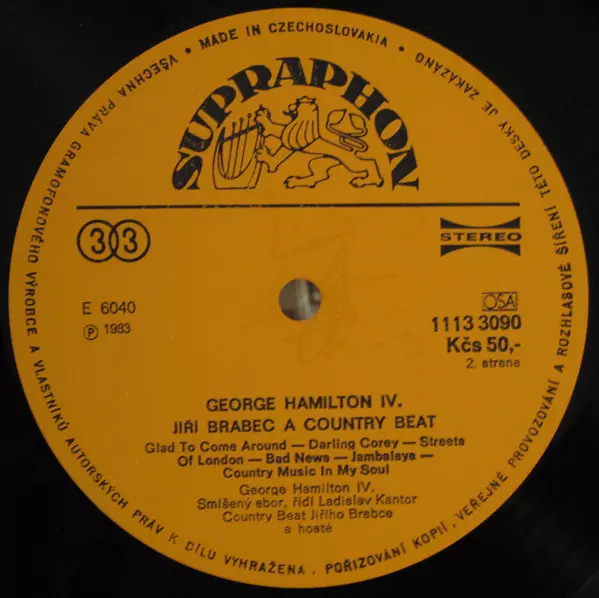 VŠECHNA PRÁVA GRAMOFONOVÉHO VÝROBCE A VLASTNÍKŮ AUTORSKÝCH PRÁV K DÍLU VYHRAŽENA. POŘIZOVÁNÍ KOPIÍ, VEŘEJNÉ PROVOZOVÁNÍ A ROZHLASOVÉ ŠÍŘENÍ TÉTO DESKY JE ZAKÁZÁNO • MADE IN CZECHOSLOVAKIA •
SUPRAPHON
33
STEREO
E 6040
OSA
Ⓟ 1983
1113 3090
Kčs 50,-
2. strana
GEORGE HAMILTON IV.
JIŘÍ BRABEC A COUNTRY BEAT
Glad To Come Around — Darling Corey — Streets
Of London — Bad News — Jambalaya —
Country Music In My Soul
George Hamilton IV.
Smíšený sbor, řídí Ladislav Kantor
Country Beat Jiřího Brabce
a hosté